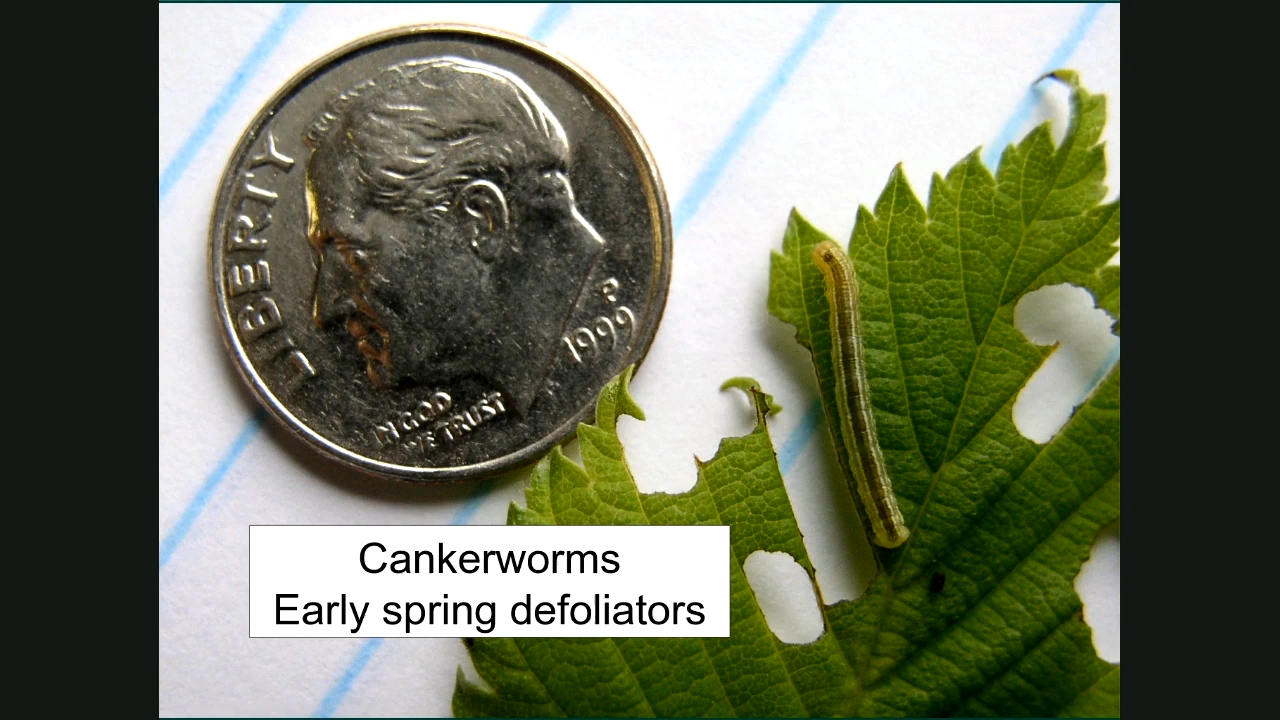 LIBERTY
P
1999
IN GOD
WE TRUST
Cankerworms
Early spring defoliators